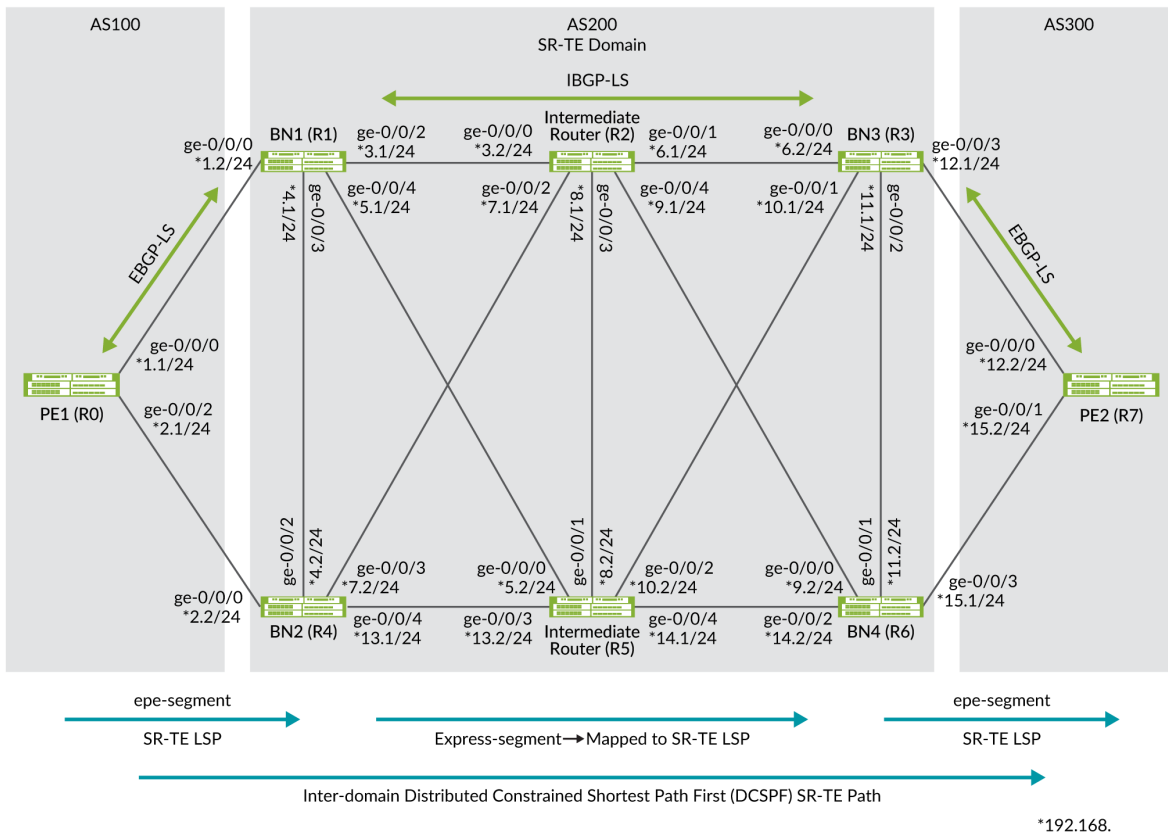 AS100
AS200
SR-TE Domain
AS300
IBGP-LS
BN1 (R1)
Intermediate
Router (R2)
BN3 (R3)
ge-0/0/0
*1.2/24
ge-0/0/2
*3.1/24
ge-0/0/0
*3.2/24
ge-0/0/1
*6.1/24
ge-0/0/0
*6.2/24
ge-0/0/3
*12.1/24
*4.1/24
ge-0/0/3
ge-0/0/4
*5.1/24
ge-0/0/2
*7.1/24
*8.1/24
ge-0/0/3
ge-0/0/4
*9.1/24
ge-0/0/1
*10.1/24
*11.1/24
ge-0/0/2
EBGP-LS
EBGP-LS
ge-0/0/0
*1.1/24
PE1 (R0)
ge-0/0/2
*2.1/24
ge-0/0/0
*12.2/24
ge-0/0/1
*15.2/24
PE2 (R7)
ge-0/0/2
*4.2/24
ge-0/0/1
*8.2/24
ge-0/0/1
*11.2/24
ge-0/0/0
*2.2/24
ge-0/0/3
*7.2/24
ge-0/0/0
*5.2/24
ge-0/0/2
*10.2/24
ge-0/0/0
*9.2/24
ge-0/0/3
*15.1/24
BN2 (R4)
ge-0/0/4
*13.1/24
ge-0/0/3
*13.2/24
Intermediate
Router (R5)
ge-0/0/4
*14.1/24
ge-0/0/2
*14.2/24
BN4 (R6)
epe-segment
SR-TE LSP
Express-segment→Mapped to SR-TE LSP
epe-segment
SR-TE LSP
Inter-domain Distributed Constrained Shortest Path First (DCSPF) SR-TE Path
*192.168.